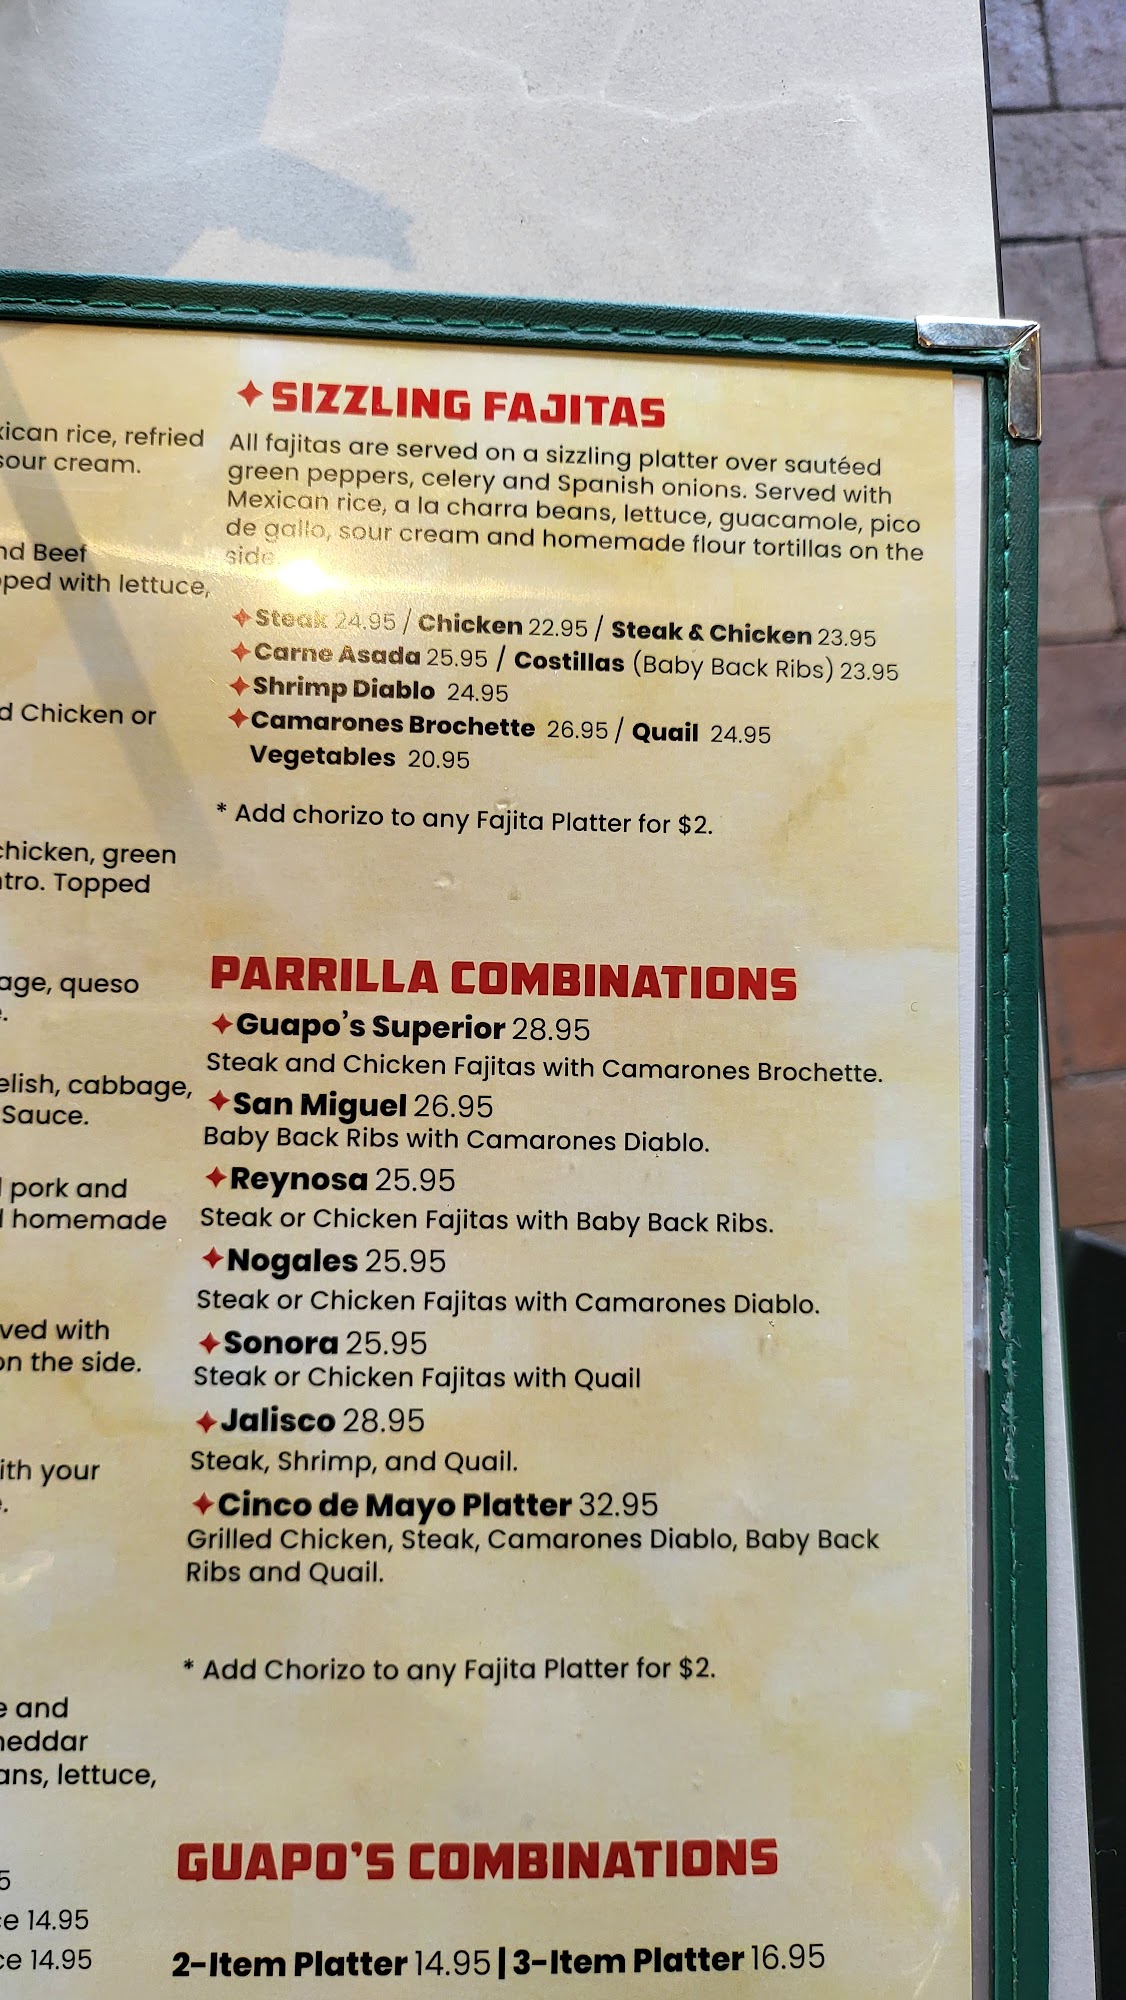 xican rice, refried
sour cream.
nd Beef
pped with lettuce,
d Chicken or
chicken, green
ntro. Topped
age, queso
e.
elish, cabbage,
Sauce.
pork and
homemade
ved with
on the side.
ith your
e.
e and
heddar
ans, lettuce,
5
ce 14.95
ce 14.95
SIZZLING FAJITAS
All fajitas are served on a sizzling platter over sautéed
green peppers, celery and Spanish onions. Served with
Mexican rice, a la charra beans, lettuce, guacamole, pico
de gallo, sour cream and homemade flour tortillas on the
side.
Steak 24.95 / Chicken 22.95 / Steak & Chicken 23.95
Carne Asada 25.95 / Costillas (Baby Back Ribs) 23.95
Shrimp Diablo 24.95
Camarones Brochette 26.95 / Quail 24.95
Vegetables 20.95
* Add chorizo to any Fajita Platter for $2.
PARRILLA COMBINATIONS
Guapo's Superior 28.95
Steak and Chicken Fajitas with Camarones Brochette.
San Miguel 26.95
Baby Back Ribs with Camarones Diablo.
Reynosa 25.95
Steak or Chicken Fajitas with Baby Back Ribs.
Nogales 25.95
Steak or Chicken Fajitas with Camarones Diablo.
Sonora 25.95
Steak or Chicken Fajitas with Quail
Jalisco 28.95
Steak, Shrimp, and Quail.
Cinco de Mayo Platter 32.95
Grilled Chicken, Steak, Camarones Diablo, Baby Back
Ribs and Quail.
* Add Chorizo to any Fajita Platter for $2.
GUAPO'S COMBINATIONS
2-Item Platter 14.95 | 3-Item Platter 16.95